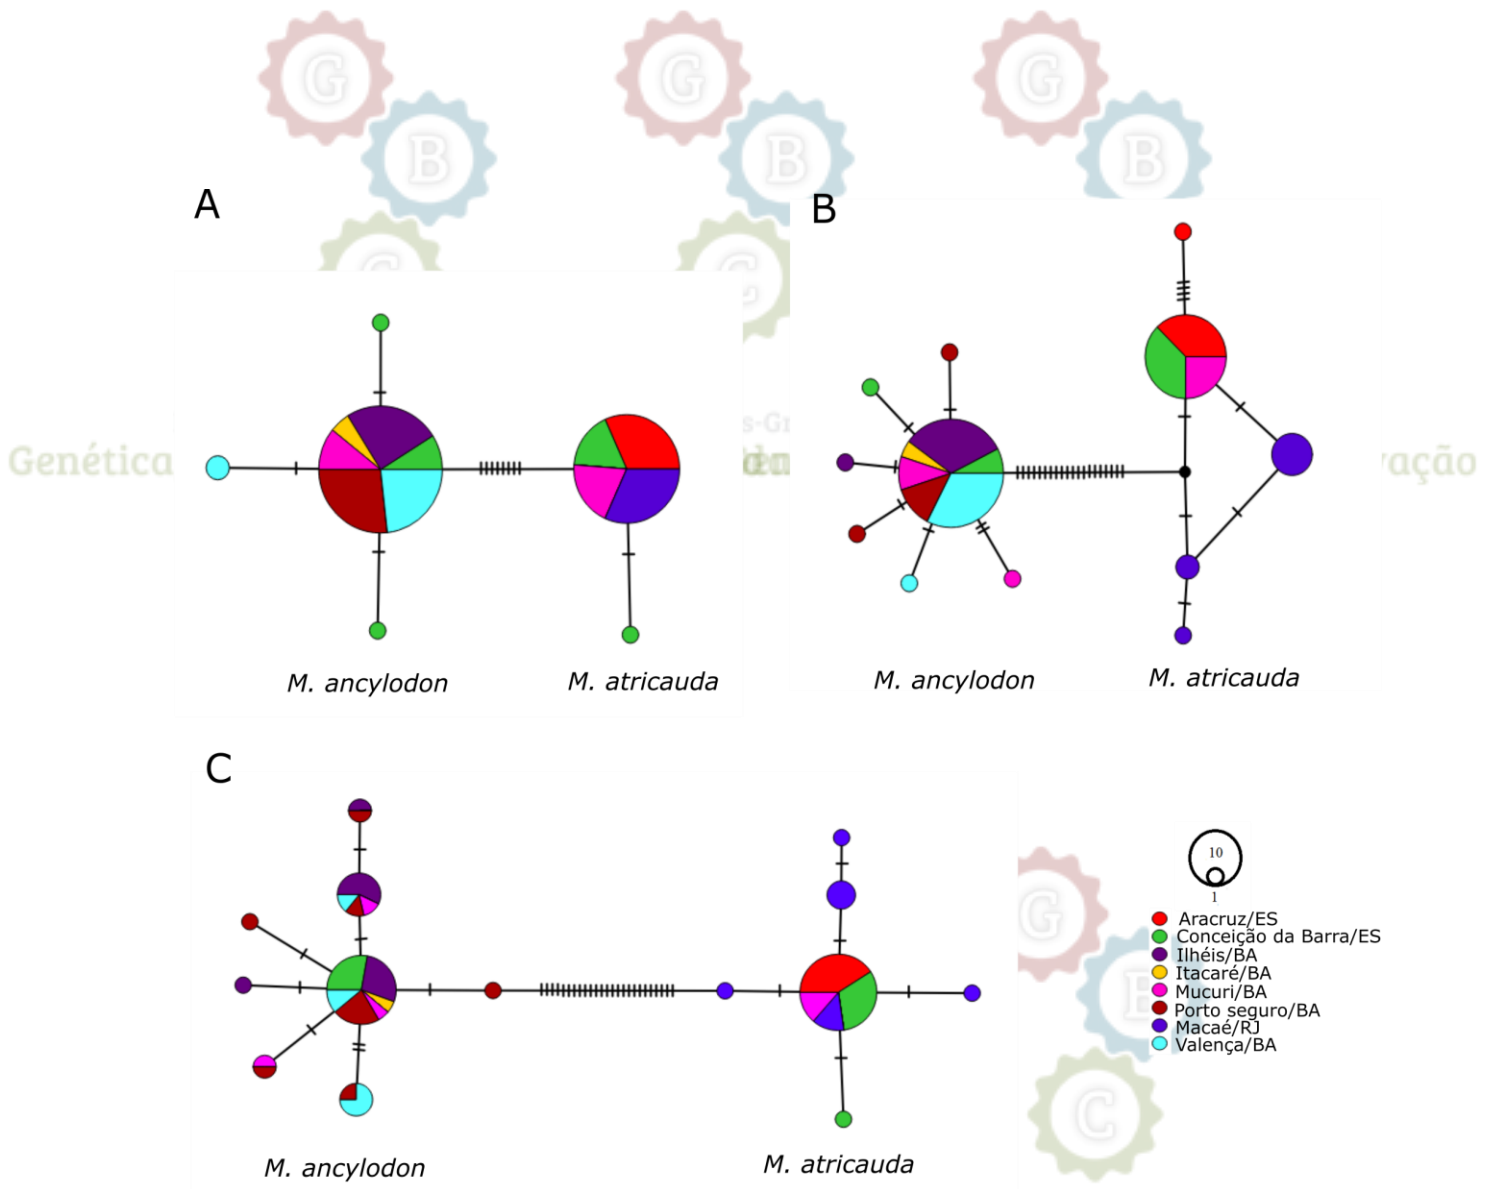 G
G
G
B
B
B
A
B
C
C
s-Gr
Genética
ação
M. ancylodon
M. atricauda
M. ancylodon
M. atricauda
C
10
1
G
Aracruz/ES
Conceição da Barra/ES
Ilhéis/BA
Itacaré/BA
B
Mucuri/BA
Porto seguro/BA
Macaé/RJ
Valença/BA
C
M. ancylodon
M. atricauda